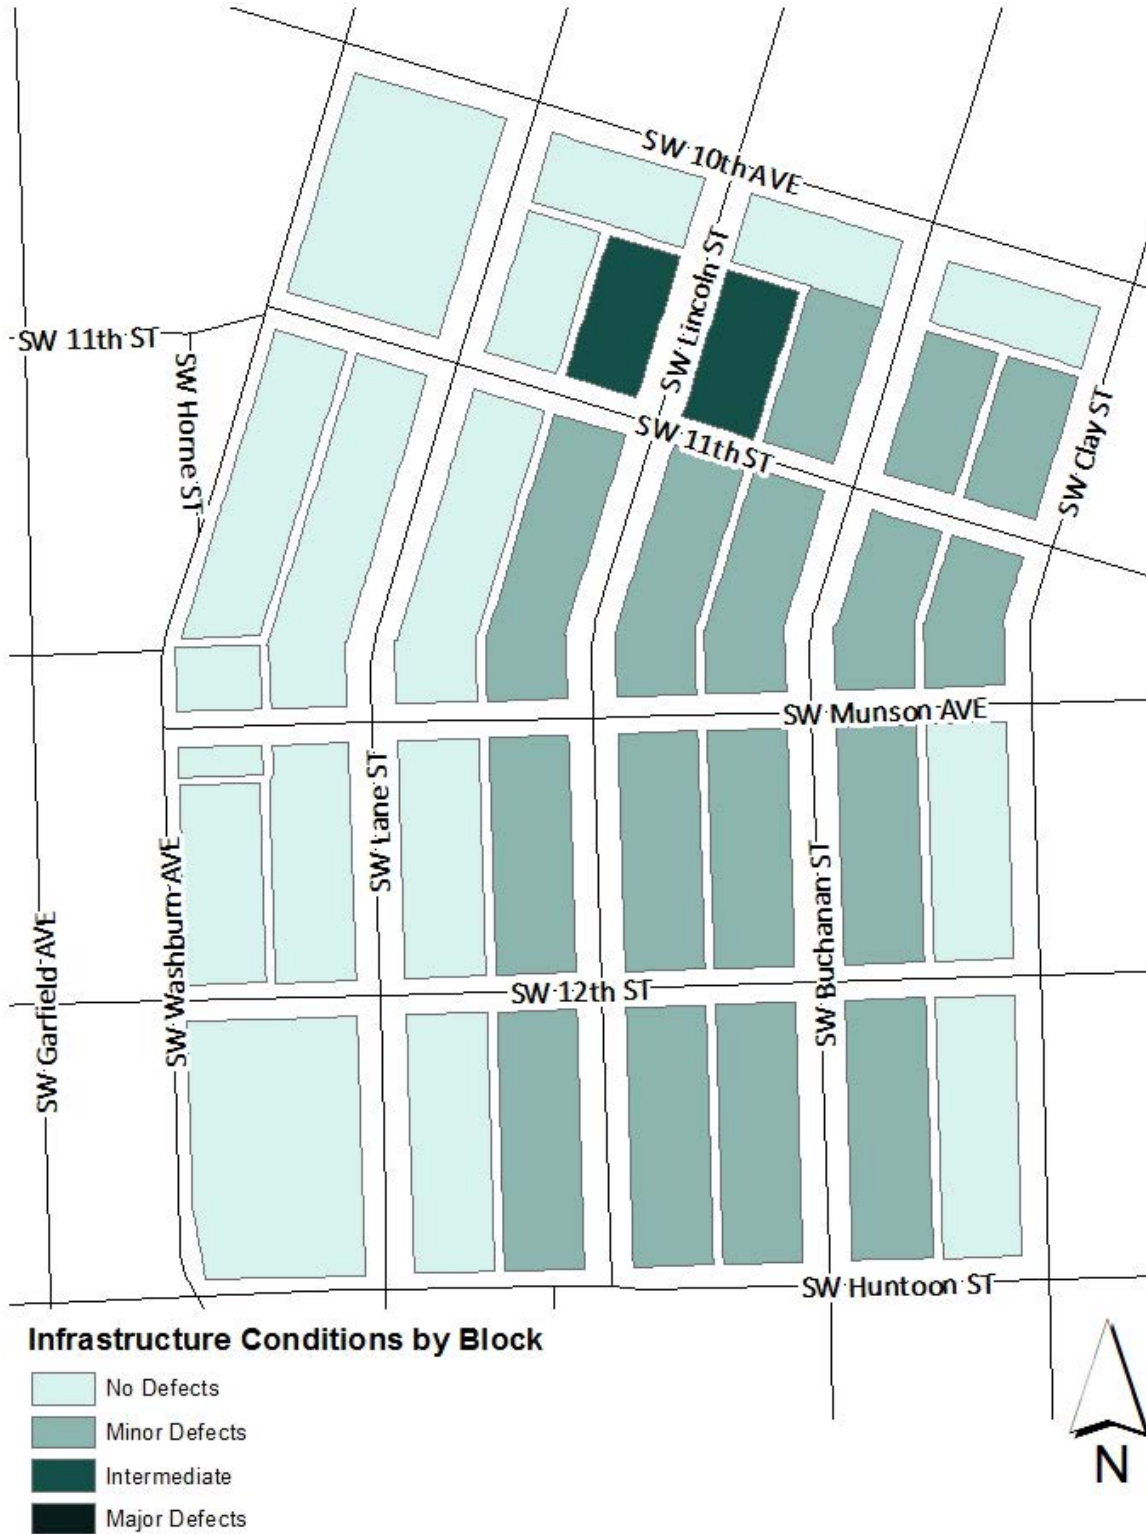 SW 10th AVE
SW Lincoln ST
SW 11th ST
SW Horne ST
SW 11th ST
SW Clay ST
SW Munson AVE
SW Lane ST
SW Washburn AVE
SW Buchanan ST
SW Garfield AVE
SW 12th ST
SW Huntoon ST
Infrastructure Conditions by Block
No Defects
Minor Defects
Intermediate
Major Defects
N